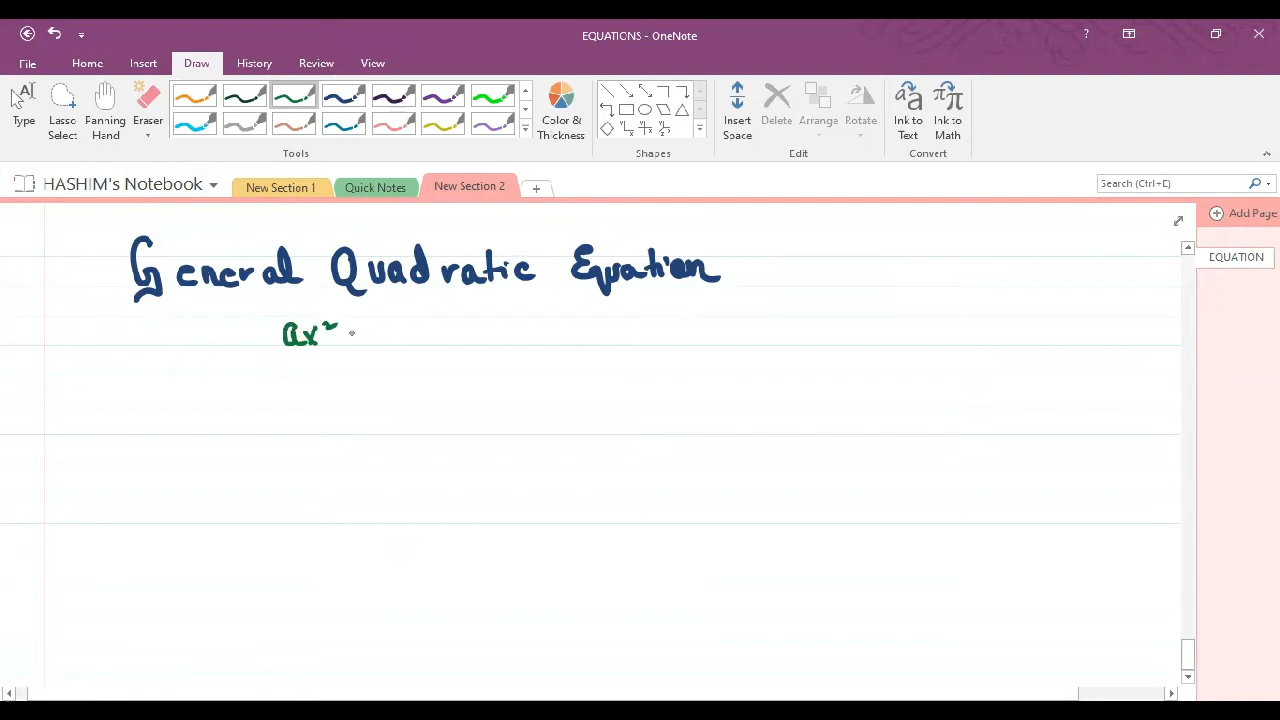 EQUATIONS - OneNote
?
File
Home
Insert
Draw
History
Review
View
Type
Lasso Select
Panning Hand
Eraser
Color & Thickness
Insert Space
Delete
Arrange
Rotate
Ink to Text
Ink to Math
Tools
Shapes
Edit
Convert
HASHIM's Notebook
New Section 1
Quick Notes
New Section 2
Search (Ctrl+E)
Add Page
EQUATION
General Quadratic Equation
ax²